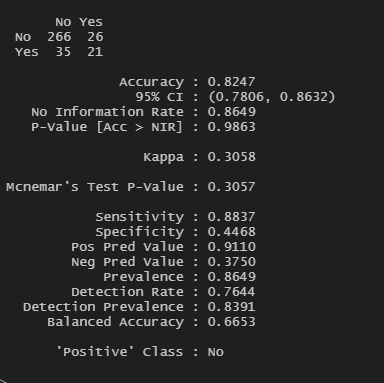 No Yes
No 266 26
Yes 35 21
Accuracy : 0.8247
95% CI : (0.7806, 0.8632)
No Information Rate : 0.8649
P-Value [Acc > NIR] : 0.9863
Kappa : 0.3058
Mcnemar's Test P-Value : 0.3057
Sensitivity : 0.8837
Specificity : 0.4468
Pos Pred Value : 0.9110
Neg Pred Value : 0.3750
Prevalence : 0.8649
Detection Rate : 0.7644
Detection Prevalence : 0.8391
Balanced Accuracy : 0.6653
'Positive' Class : No